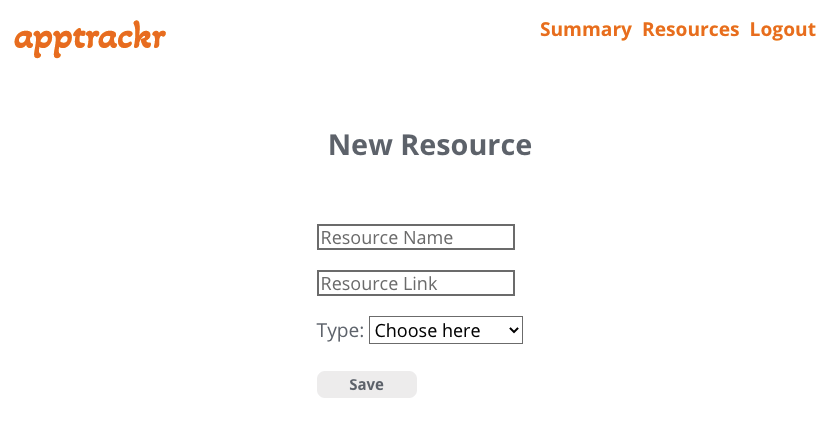 apptrackr
Summary Resources Logout
New Resource
Resource Name
Resource Link
Type: Choose here
Save